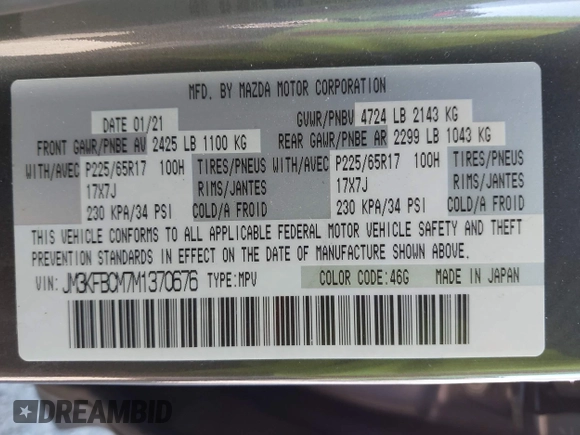 MFD. BY MAZDA MOTOR CORPORATION
DATE 01/21 GVWR/PNBV 4724 LB 2143 KG
FRONT GAWR/PNBE AV 2425 LB 1100 KG REAR GAWR/PNBE AR 2299 LB 1043 KG
WITH/AVEC P225/65R17 100H TIRES/PNEUS WITH/AVEC P225/65R17 100H TIRES/PNEUS
17X7J RIMS/JANTES 17X7J RIMS/JANTES
230 KPA/34 PSI COLD/A FROID 230 KPA/34 PSI COLD/A FROID
THIS VEHICLE CONFORMS TO ALL APPLICABLE FEDERAL MOTOR VEHICLE SAFETY AND THEFT
PREVENTION STANDARDS IN EFFECT ON THE DATE OF MANUFACTURE SHOWN ABOVE.
VIN: JM3KFBCM7M1370676 TYPE:MPV COLOR CODE:46G MADE IN JAPAN
DREAMBID